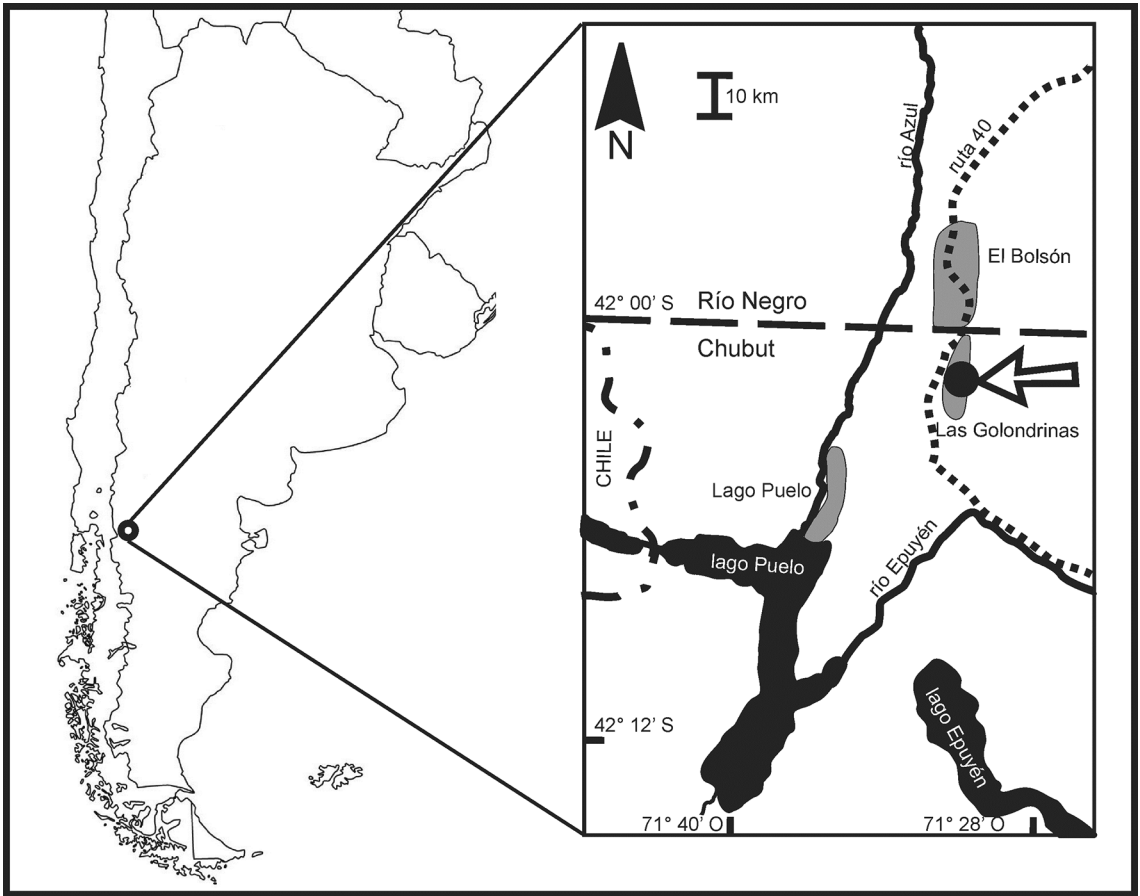 10 km
N
río Azul
ruta 40
El Bolsón
42° 00’ S
Río Negro
Chubut
CHILE
Las Golondrinas
Lago Puelo
lago Puelo
río Epuyén
lago Epuyén
42° 12’ S
71° 40’ O
71° 28’ O